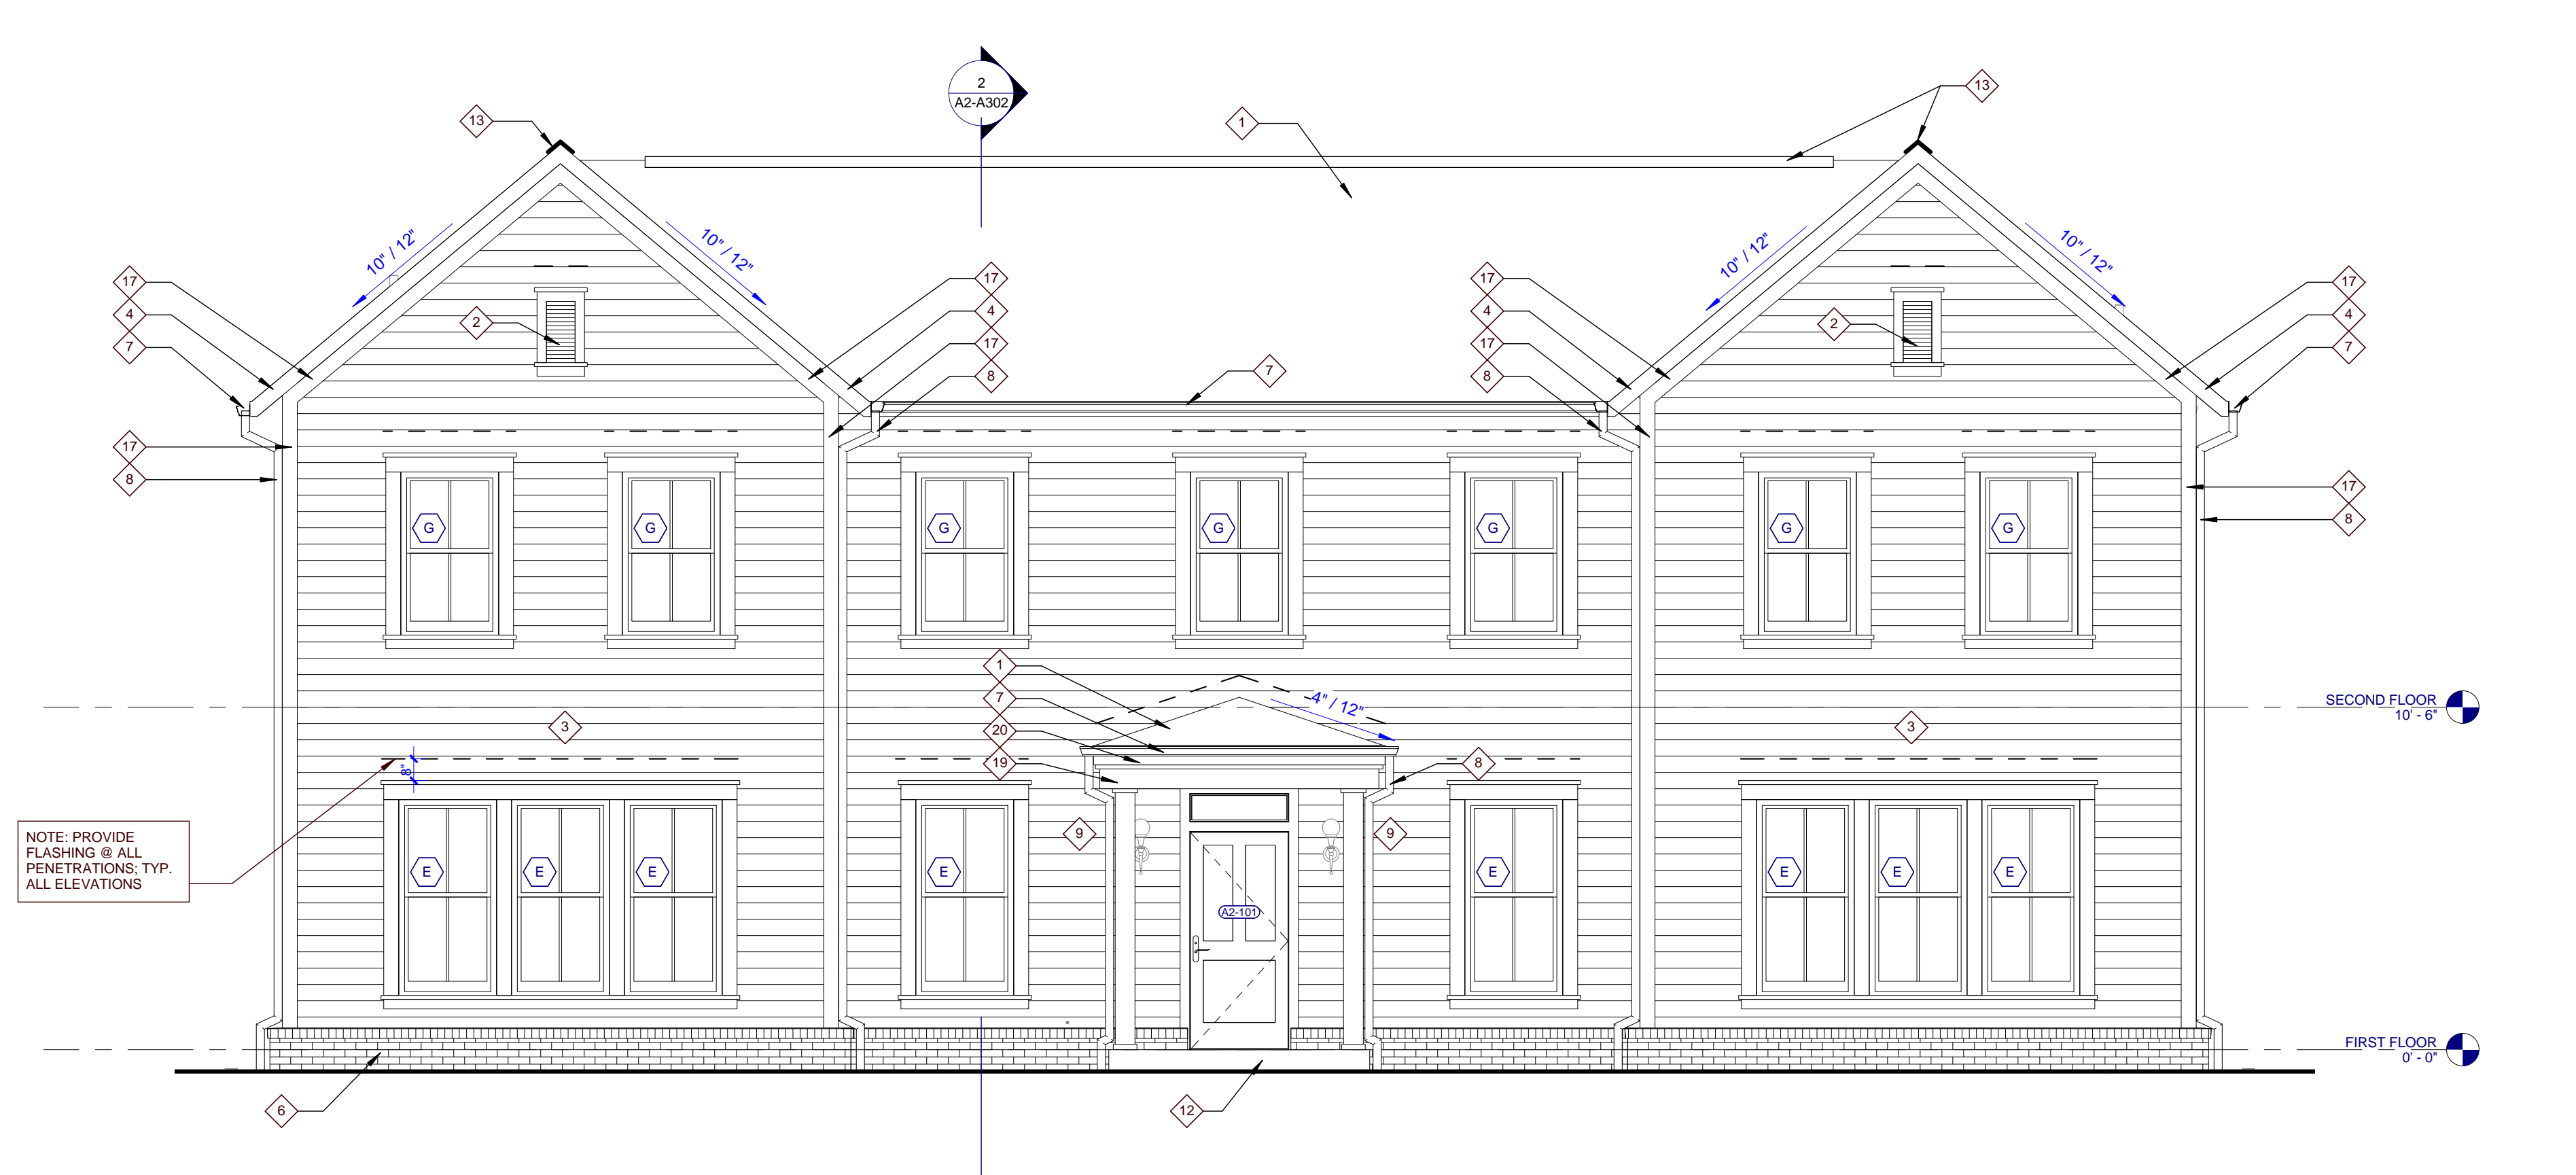 2
A2-A302
13
1
13
10" / 12"
10" / 12"
10" / 12"
10" / 12"
17
4
7
2
17
4
17
8
7
17
4
17
8
2
17
4
7
17
8
17
8
G
G
G
G
G
G
G
1
7
20
19
4" / 12"
8
3
3
SECOND FLOOR
10' - 6"
8"
NOTE: PROVIDE
FLASHING @ ALL
PENETRATIONS; TYP.
ALL ELEVATIONS
9
9
E
E
E
E
E
E
E
E
A2-101
FIRST FLOOR
0' - 0"
6
12